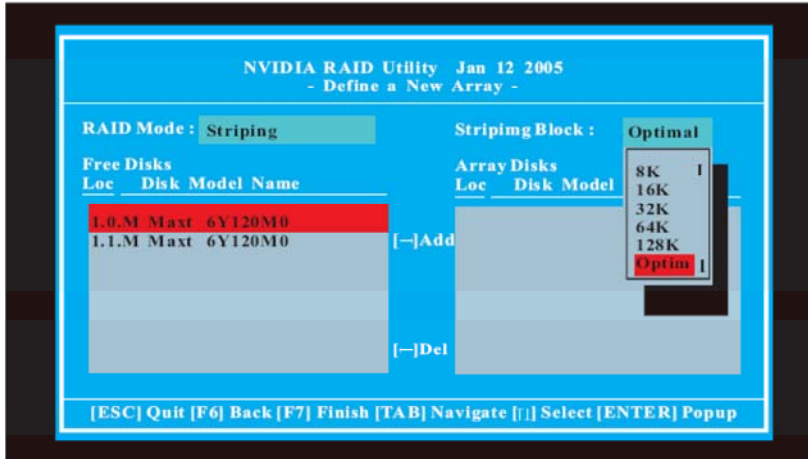 NVIDIA RAID Utility Jan 12 2005
- Define a New Array -
RAID Mode : Striping
Stripimg Block : Optimal
Free Disks
Loc Disk Model Name
Array Disks
Loc Disk Model
8K
16K
32K
64K
128K
Optim
1.0.M Maxt 6Y120M0
1.1.M Maxt 6Y120M0
[─]Add
[─]Del
[ESC] Quit [F6] Back [F7] Finish [TAB] Navigate [↑↓] Select [ENTER] Popup